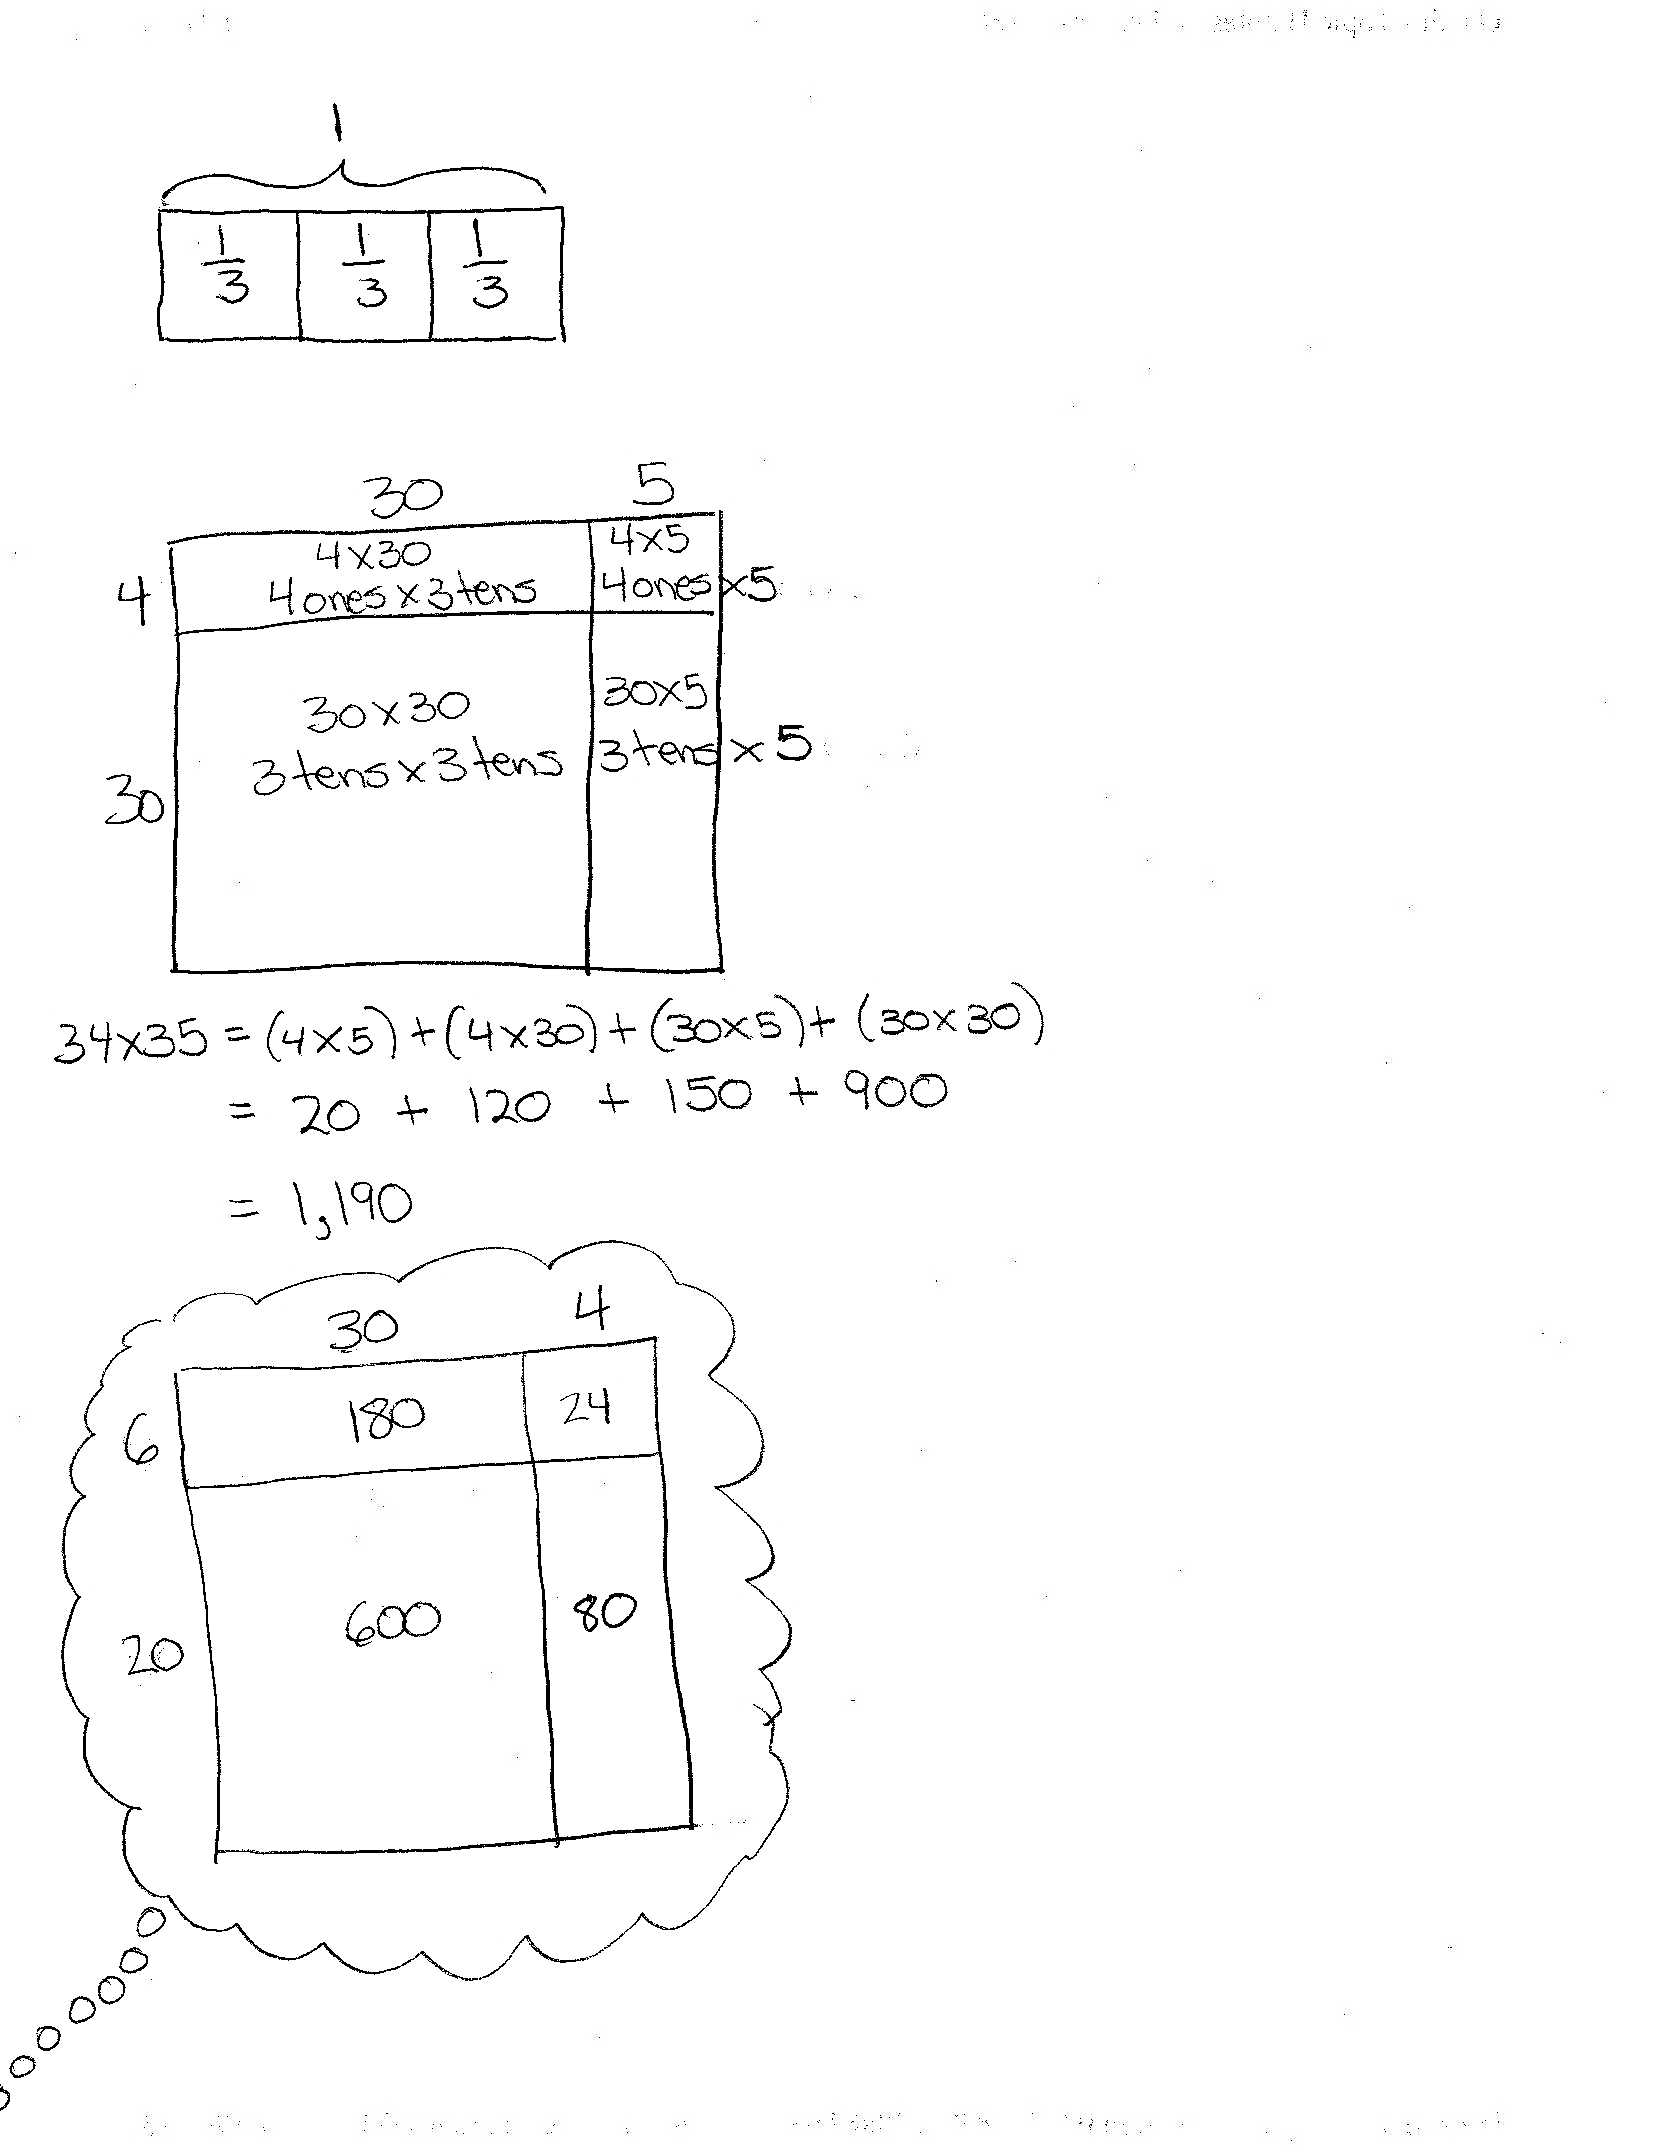 1
1/3 1/3 1/3
30 5
4x30 4x5
4 4ones x 3tens 4ones x5
30x30 30x5
3tens x 3tens 3tens x 5
30
34x35 = (4x5) + (4x30) + (30x5) + (30x30)
= 20 + 120 + 150 + 900
= 1,190
30 4
6 180 24
20 600 80